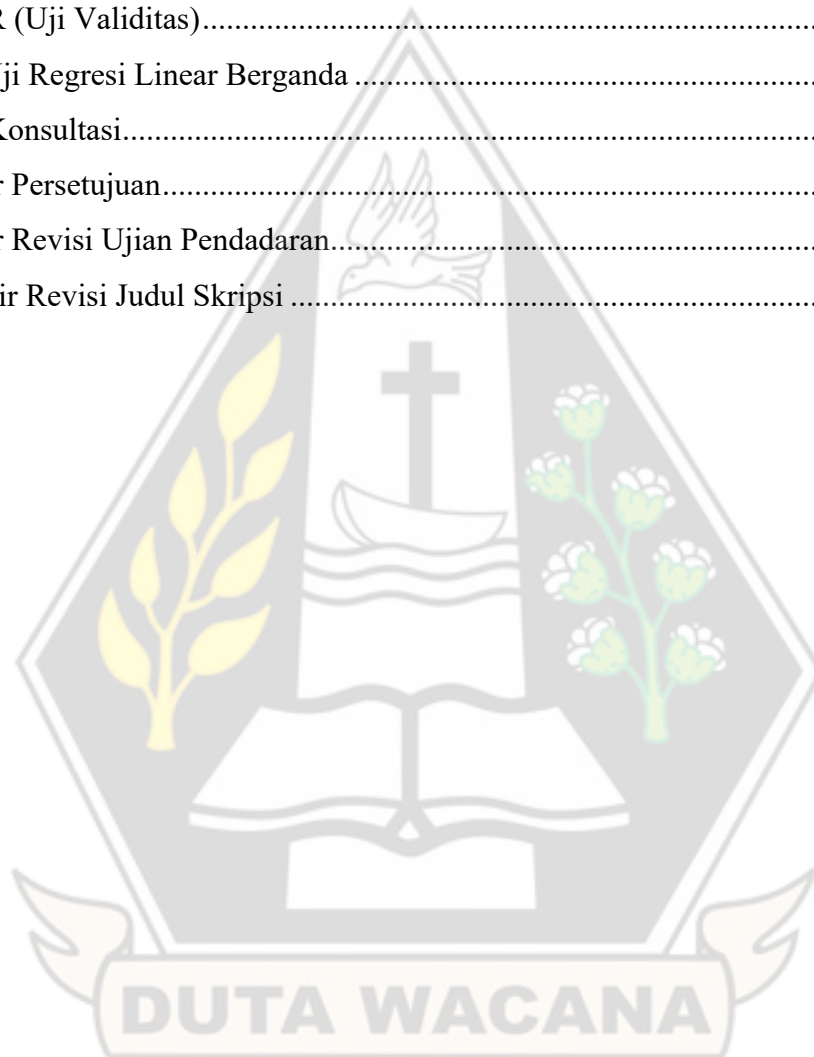 R (Uji Validitas)....................................................................................
ji Regresi Linear Berganda ................................................................
Konsultasi...............................................................................................
r Persetujuan..........................................................................................
r Revisi Ujian Pendadaran...................................................................
ir Revisi Judul Skripsi .........................................................................
DUTA WACANA